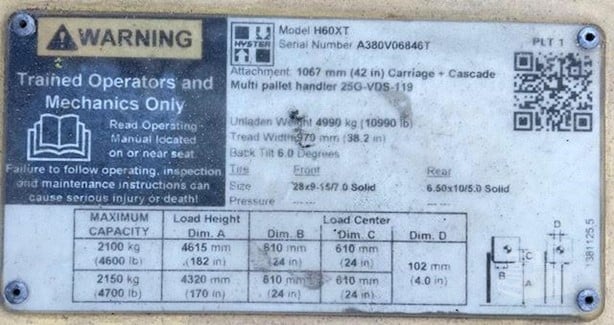 WARNING
Trained Operators and
Mechanics Only
Read Operating
Manual located
on or near seat
Failure to follow operating, inspection
and maintenance instructions can
cause serious injury or death!
HYSTER
Model H60XT
Serial Number A380V06846T
PLT 1
Attachment 1067 mm (42 in) Carriage + Cascade
Multi pallet handler 25G-VDS-119
Unladen Weight 4990 kg (10990 lb)
Tread Width 970 mm (38.2 in)
Back Tilt 6.0 Degrees
Tire Front Rear
Size 28x9-15/7.0 Solid 6.50x10/5.0 Solid
Pressure ---- ----
MAXIMUM CAPACITY Load Height Dim. A Load Center Dim. B Dim. C Dim. D
2100 kg 4615 mm 610 mm 610 mm
(4600 lb) (182 in) (24 in) (24 in)
102 mm
(4.0 in)
2150 kg 4320 mm 610 mm 610 mm
(4700 lb) (170 in) (24 in) (24 in)
B
C
A
D
1381125.5